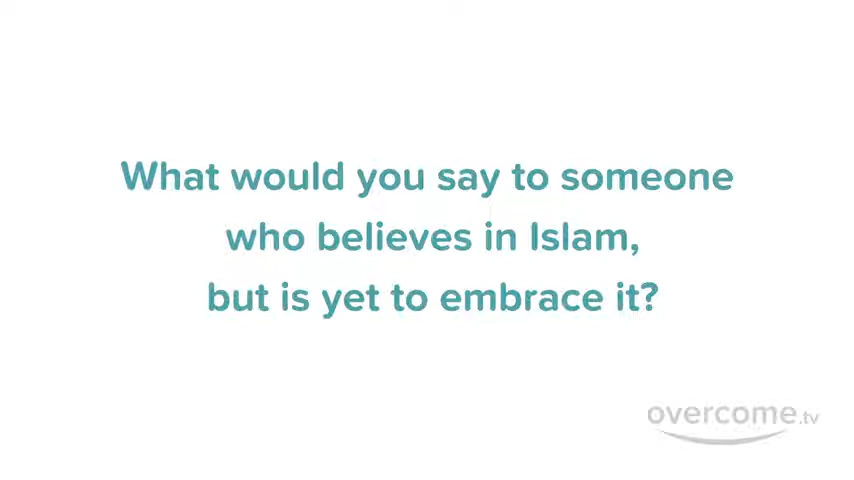 What would you say to someone
who believes in Islam,
but is yet to embrace it?
overcome.tv